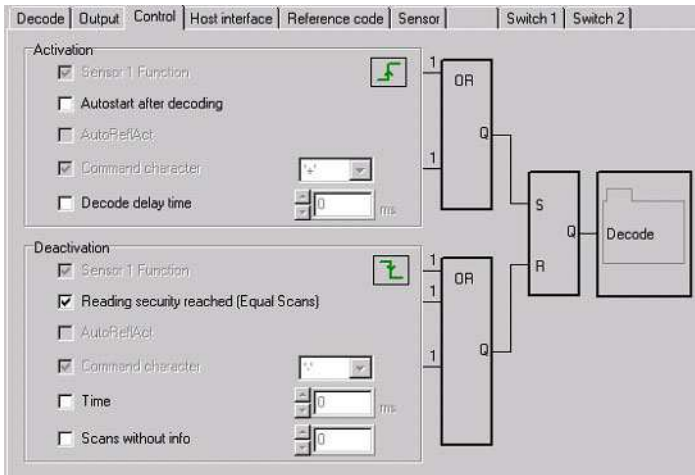 Decode Output Control Host interface Reference code Sensor Switch 1 Switch 2
Activation
Sensor 1 Function
1
OR
Autostart after decoding
AutoReflAct
Q
Command character
'+'
1
Decode delay time
0
ms
S
Q
Decode
R
Deactivation
Sensor 1 Function
1
OR
Reading security reached (Equal Scans)
1
AutoReflAct
Q
Command character
1
Time
0
ms
Scans without info
0